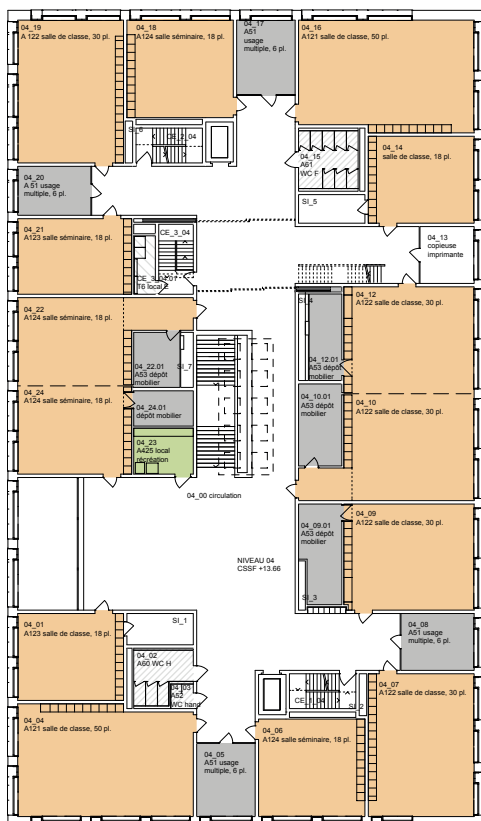 04_19
A 122 salle de classe, 30 pl.
04_18
A124 salle séminaire, 18 pl.
04_17
A51
usage
multiple, 6 pl.
04_16
A121 salle de classe, 50 pl.
SI_6
CE_2_04
04_15
A61
WC F
04_14
salle de classe, 18 pl.
04_20
A 51 usage
multiple, 6 pl.
SI_5
04_21
A123 salle séminaire, 18 pl.
CE_3_04
CE_3_04.01
T6 local E
04_13
copieuse
imprimante
04_22
A124 salle séminaire, 18 pl.
SI_4
04_12
A122 salle de classe, 30 pl.
04_22.01
A53 dépôt
mobilier
SI_7
04_12.01
A53 dépôt
mobilier
04_24
A124 salle séminaire, 18 pl.
04_24.01
dépôt mobilier
04_10.01
A53 dépôt
mobilier
04_10
A122 salle de classe, 30 pl.
04_23
A425 local
récréation
04_00 circulation
04_09.01
A53 dépôt
mobilier
04_09
A122 salle de classe, 30 pl.
NIVEAU 04
CSSF +13.66
SI_3
04_01
A123 salle de classe, 18 pl.
SI_1
04_08
A51 usage
multiple, 6 pl.
04_02
A60 WC H
04_03
A52
WC hand
CE_1_04
SI_2
04_07
A122 salle de classe, 30 pl.
04_04
A121 salle de classe, 50 pl.
04_05
A51 usage
multiple, 6 pl.
04_06
A124 salle séminaire, 18 pl.